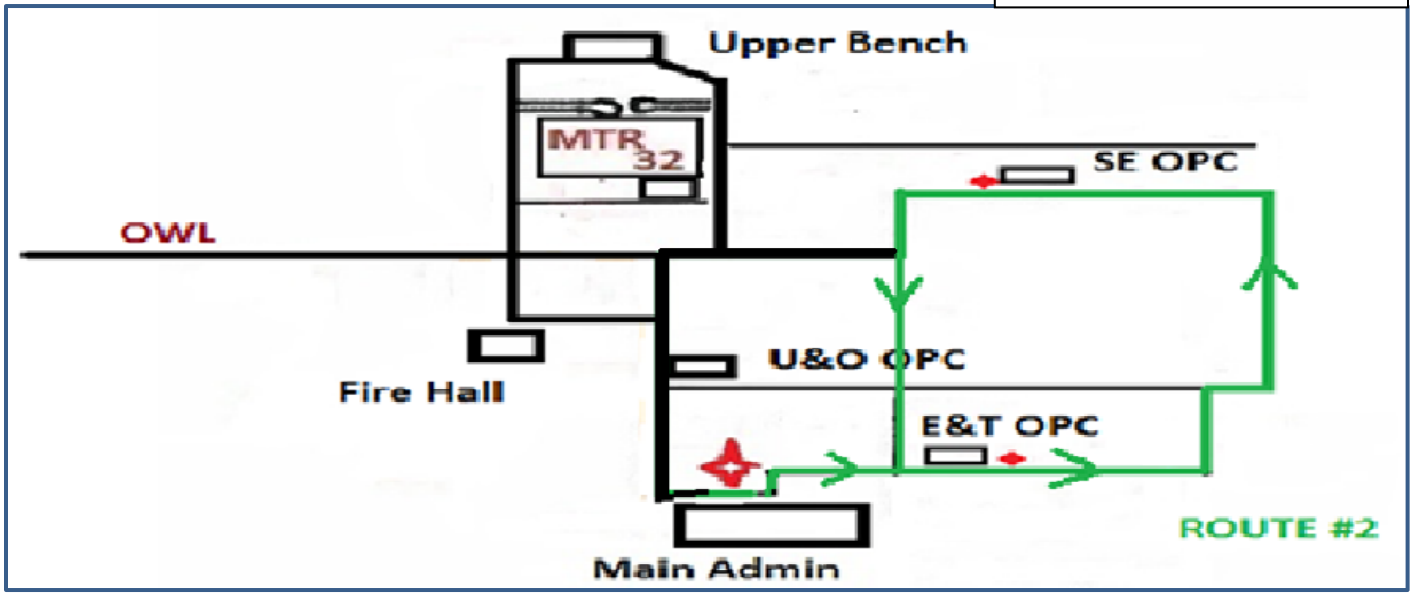 Upper Bench
MTR
32
SE OPC
OWL
U&O OPC
Fire Hall
E&T OPC
ROUTE #2
Main Admin